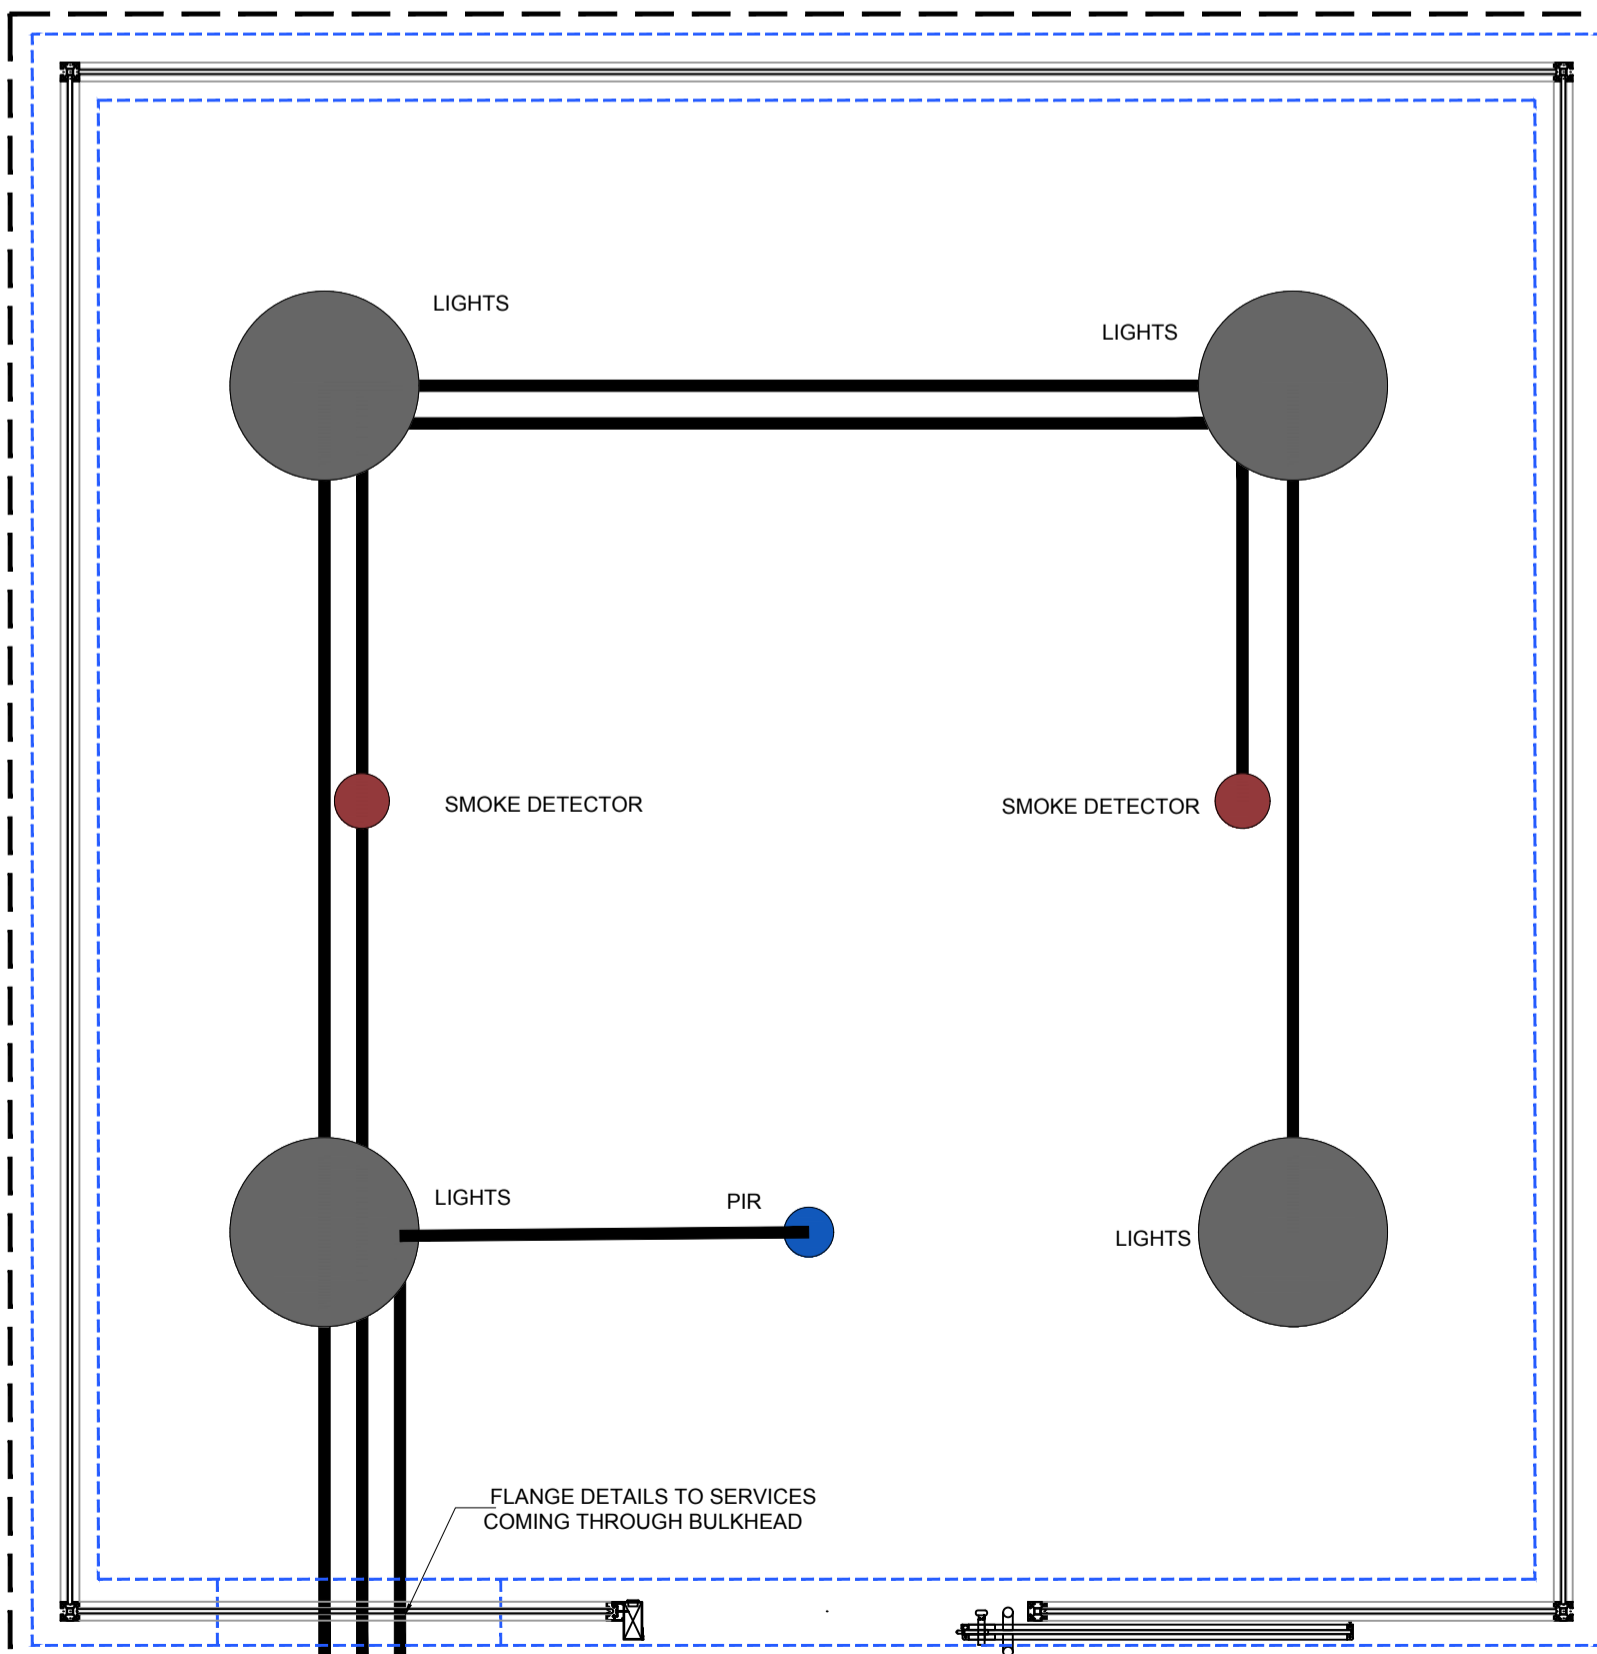 LIGHTS
LIGHTS
SMOKE DETECTOR
SMOKE DETECTOR
LIGHTS
PIR
LIGHTS
FLANGE DETAILS TO SERVICES
COMING THROUGH BULKHEAD